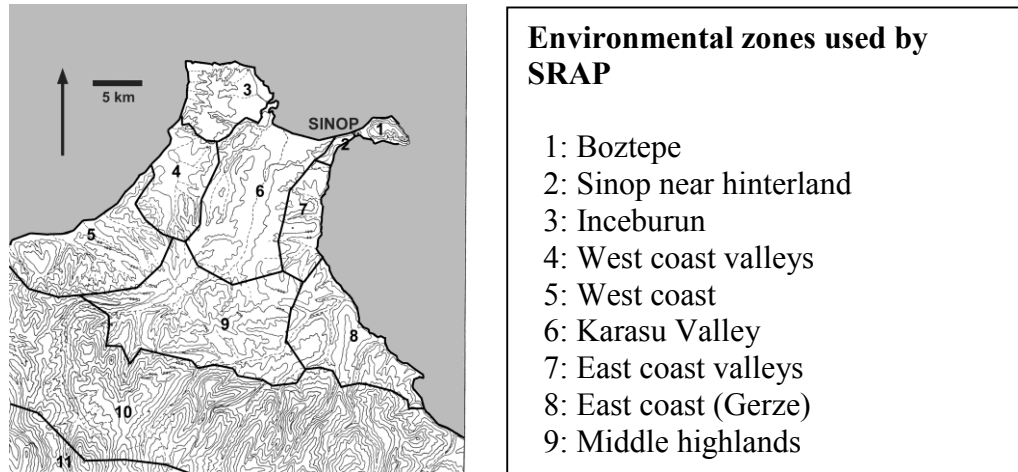 3
5 km
SINOP
1
2
4
6
7
5
9
8
10
11
Environmental zones used by
SRAP
1: Boztepe
2: Sinop near hinterland
3: Inceburun
4: West coast valleys
5: West coast
6: Karasu Valley
7: East coast valleys
8: East coast (Gerze)
9: Middle highlands